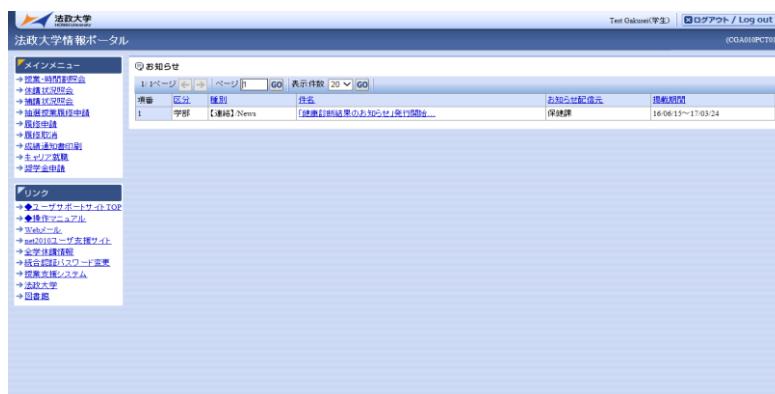 法政大学
HOSEI University
Test Gakusei(学生)
ログアウト / Log out
法政大学情報ポータル
(CGA010PCT01
メインメニュー
授業・時間割照会
休講状況照会
補講状況照会
抽選授業履修申請
履修申請
履修取消
成績通知書印刷
キャリア就職
奨学金申請
リンク
◆ユーザサポートサイトTOP
◆操作マニュアル
Webメール
net2010ユーザ支援サイト
全学休講情報
統合認証パスワード変更
授業支援システム
法政大学
図書館
お知らせ
1/1ページ ページ 1 GO 表示件数 20 GO
項番 区分 種別 件名 お知らせ配信元 掲載期間
1 学部 【連絡】/News 「健康診断結果のお知らせ」発行開始... 保健課 16/06/15～17/03/24